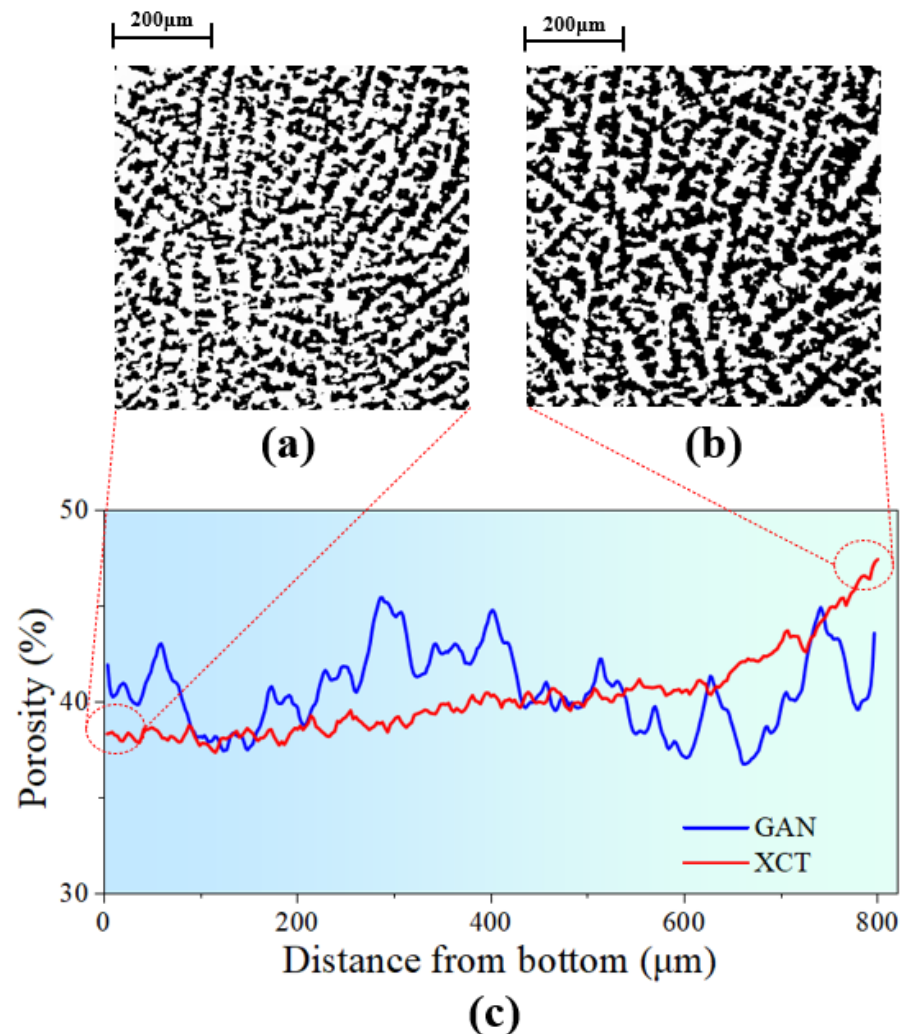 200μm
200μm
(a)
(b)
50
40
30
Porosity (%)
GAN
XCT
0
200
400
600
800
Distance from bottom (μm)
(c)